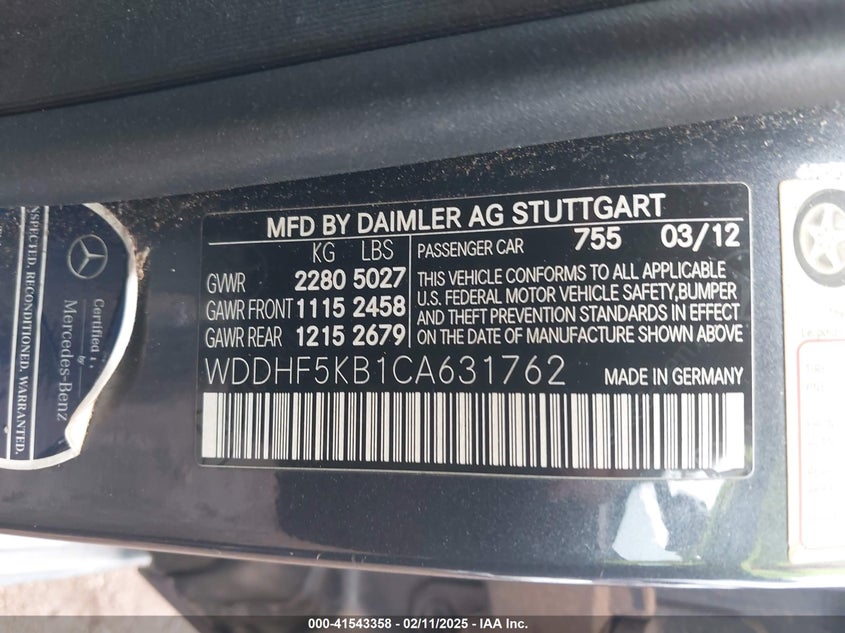 MFD BY DAIMLER AG STUTTGART
KG LBS
GVWR 2280 5027
GAWR FRONT 1115 2458
GAWR REAR 1215 2679
PASSENGER CAR 755 03/12
THIS VEHICLE CONFORMS TO ALL APPLICABLE
U.S. FEDERAL MOTOR VEHICLE SAFETY,BUMPER
AND THEFT PREVENTION STANDARDS IN EFFECT
ON THE DATE OF MANUFACTURE SHOWN ABOVE
WDDHF5KB1CA631762 MADE IN GERMANY
INSPECTED, RECONDITIONED, WARRANTED.
Certified
by
Mercedes-Benz
000-41543358 - 02/11/2025 - IAA Inc.